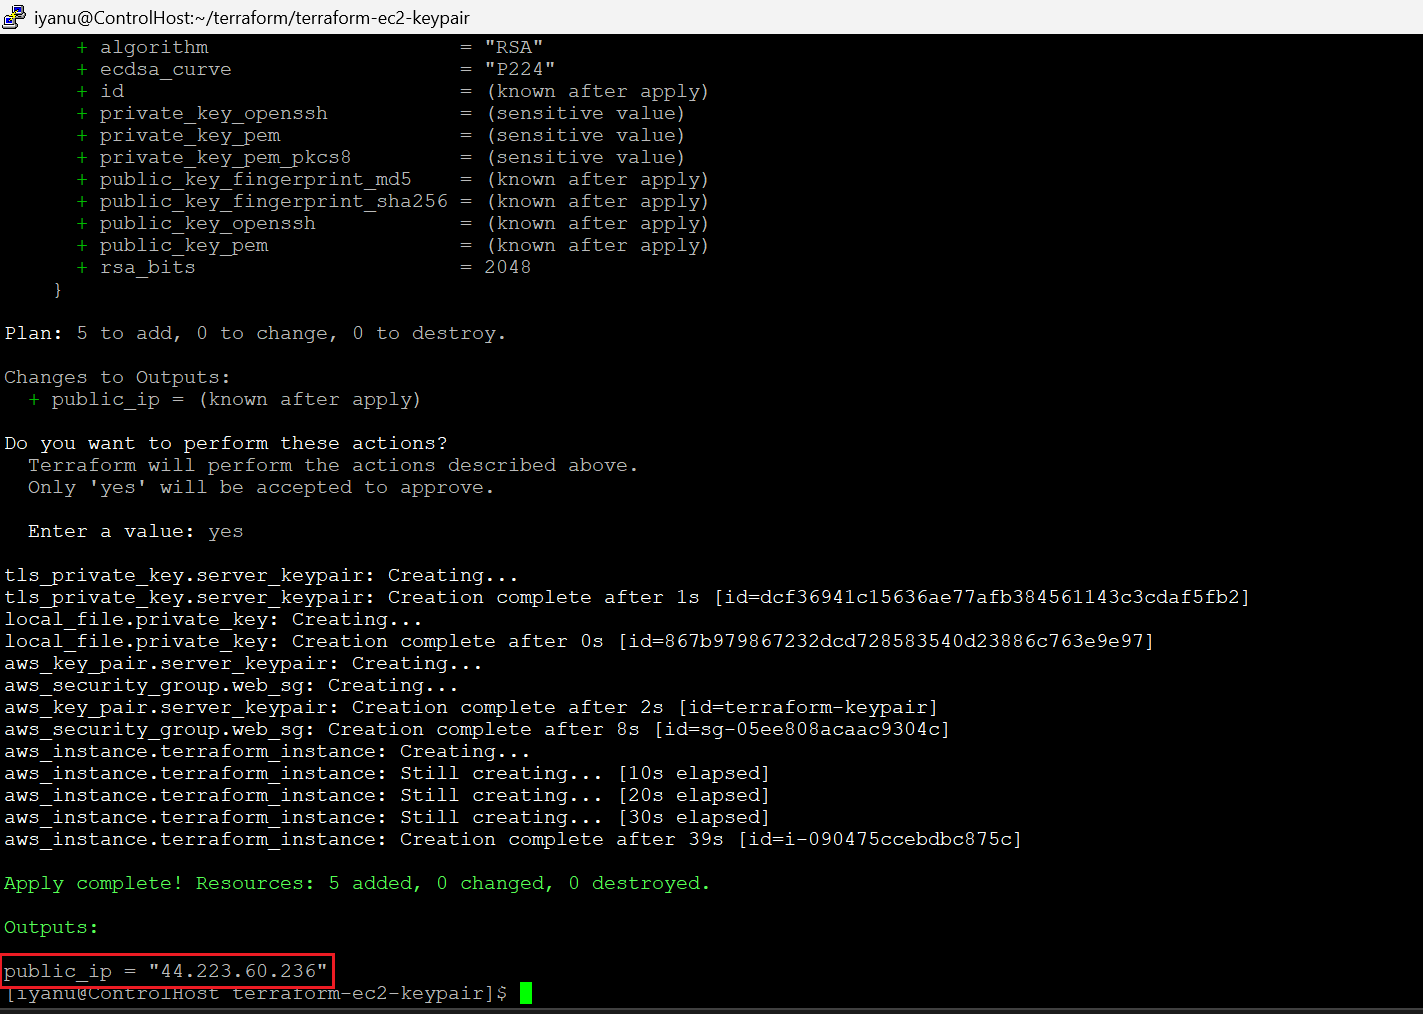 iyanu@ControlHost:~/terraform/terraform-ec2-keypair
+ algorithm = "RSA"
+ ecdsa_curve = "P224"
+ id = (known after apply)
+ private_key_openssh = (sensitive value)
+ private_key_pem = (sensitive value)
+ private_key_pem_pkcs8 = (sensitive value)
+ public_key_fingerprint_md5 = (known after apply)
+ public_key_fingerprint_sha256 = (known after apply)
+ public_key_openssh = (known after apply)
+ public_key_pem = (known after apply)
+ rsa_bits = 2048
}
Plan: 5 to add, 0 to change, 0 to destroy.
Changes to Outputs:
+ public_ip = (known after apply)
Do you want to perform these actions?
Terraform will perform the actions described above.
Only 'yes' will be accepted to approve.
Enter a value: yes
tls_private_key.server_keypair: Creating...
tls_private_key.server_keypair: Creation complete after 1s [id=dcf36941c15636ae77afb384561143c3cdaf5fb2]
local_file.private_key: Creating...
local_file.private_key: Creation complete after 0s [id=867b979867232dcd728583540d23886c763e9e97]
aws_key_pair.server_keypair: Creating...
aws_security_group.web_sg: Creating...
aws_key_pair.server_keypair: Creation complete after 2s [id=terraform-keypair]
aws_security_group.web_sg: Creation complete after 8s [id=sg-05ee808acaac9304c]
aws_instance.terraform_instance: Creating...
aws_instance.terraform_instance: Still creating... [10s elapsed]
aws_instance.terraform_instance: Still creating... [20s elapsed]
aws_instance.terraform_instance: Still creating... [30s elapsed]
aws_instance.terraform_instance: Creation complete after 39s [id=i-090475ccebdbc875c]
Apply complete! Resources: 5 added, 0 changed, 0 destroyed.
Outputs:
public_ip = "44.223.60.236"
[iyanu@ControlHost terraform-ec2-keypair]$